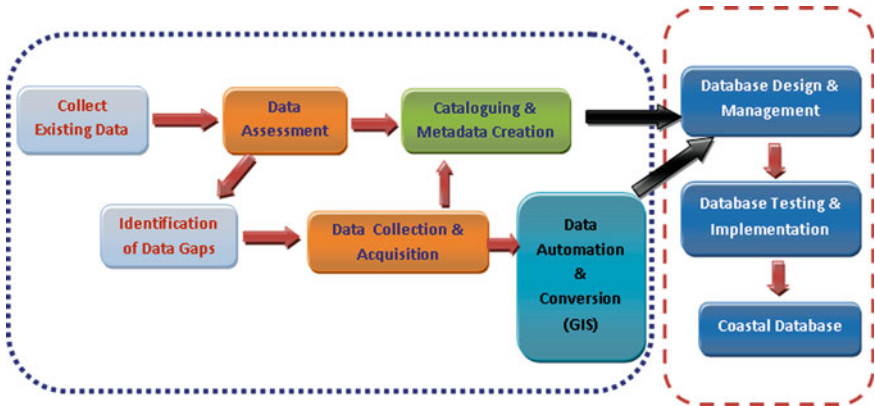 Collect
Existing Data
Data
Assessment
Cataloguing &
Metadata Creation
Database Design &
Management
Identification
of Data Gaps
Data Collection &
Acquisition
Data
Automation
&
Conversion
(GIS)
Database Testing &
Implementation
Coastal Database